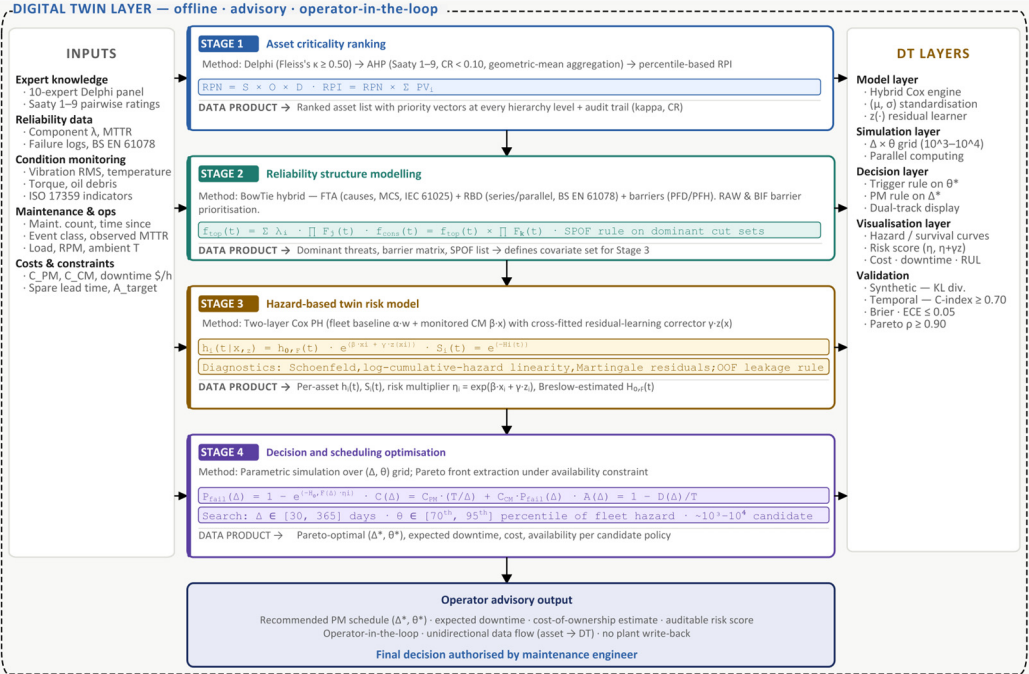 DIGITAL TWIN LAYER — offline · advisory · operator-in-the-loop
INPUTS
Expert knowledge
· 10-expert Delphi panel
· Saaty 1–9 pairwise ratings
Reliability data
· Component λ, MTTR
· Failure logs, BS EN 61078
Condition monitoring
· Vibration RMS, temperature
· Torque, oil debris
· ISO 17359 indicators
Maintenance & ops
· Maint. count, time since
· Event class, observed MTTR
· Load, RPM, ambient T
Costs & constraints
· C_PM, C_CM, downtime $/h
· Spare lead time, A_target
STAGE 1 Asset criticality ranking
Method: Delphi (Fleiss's κ ≥ 0.50) → AHP (Saaty 1–9, CR < 0.10, geometric-mean aggregation) → percentile-based RPI
RPN = S × O × D · RPI = RPN × Σ PVᵢ
DATA PRODUCT → Ranked asset list with priority vectors at every hierarchy level + audit trail (kappa, CR)
STAGE 2 Reliability structure modelling
Method: BowTie hybrid — FTA (causes, MCS, IEC 61025) + RBD (series/parallel, BS EN 61078) + barriers (PFD/PFH). RAW & BIF barrier
prioritisation.
f_top(t) = Σ λᵢ · ∏ Fⱼ(t) · f_cons(t) = f_top(t) × ∏ Fₖ(t) · SPOF rule on dominant cut sets
DATA PRODUCT → Dominant threats, barrier matrix, SPOF list → defines covariate set for Stage 3
STAGE 3 Hazard-based twin risk model
Method: Two-layer Cox PH (fleet baseline α·w + monitored CM β·x) with cross-fitted residual-learning corrector γ·z(x)
hᵢ(t|x,z) = h₀,F(t) · e^(β·xi + γ·z(xi)) · Sᵢ(t) = e^(−Hi(t))
Diagnostics: Schoenfeld,log-cumulative-hazard linearity,Martingale residuals;OOF leakage rule
DATA PRODUCT → Per-asset hᵢ(t), Sᵢ(t), risk multiplier ηᵢ = exp(β·xᵢ + γ·zᵢ), Breslow-estimated H₀,F(t)
STAGE 4 Decision and scheduling optimisation
Method: Parametric simulation over (Δ, θ) grid; Pareto front extraction under availability constraint
P_fail(Δ) = 1 − e^(−H₀,F(Δ)·ηi) · C(Δ) = C_PM·(T/Δ) + C_CM·P_fail(Δ) · A(Δ) = 1 − D(Δ)/T
Search: Δ ∈ [30, 365] days · θ ∈ [70ᵗʰ, 95ᵗʰ] percentile of fleet hazard · ~10³–10⁴ candidate
DATA PRODUCT → Pareto-optimal (Δ*, θ*), expected downtime, cost, availability per candidate policy
Operator advisory output
Recommended PM schedule (Δ*, θ*) · expected downtime · cost-of-ownership estimate · auditable risk score
Operator-in-the-loop · unidirectional data flow (asset → DT) · no plant write-back
Final decision authorised by maintenance engineer
DT LAYERS
Model layer
· Hybrid Cox engine
· (μ, σ) standardisation
· z(·) residual learner
Simulation layer
· Δ × θ grid (10^3–10^4)
· Parallel computing
Decision layer
· Trigger rule on θ*
· PM rule on Δ*
· Dual-track display
Visualisation layer
· Hazard / survival curves
· Risk score (η, η+γz)
· Cost · downtime · RUL
Validation
· Synthetic — KL div.
· Temporal — C-index ≥ 0.70
· Brier · ECE ≤ 0.05
· Pareto ρ ≥ 0.90